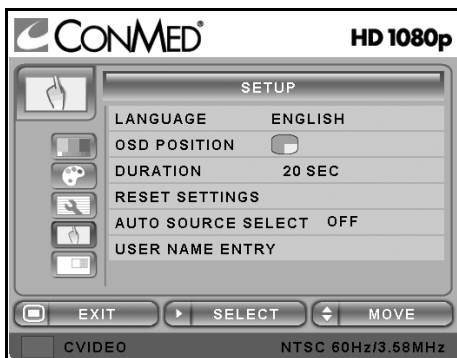 CONMED® HD 1080p
SETUP
LANGUAGE ENGLISH
OSD POSITION
DURATION 20 SEC
RESET SETTINGS
AUTO SOURCE SELECT OFF
USER NAME ENTRY
EXIT SELECT MOVE
CVIDEO NTSC 60Hz/3.58MHz